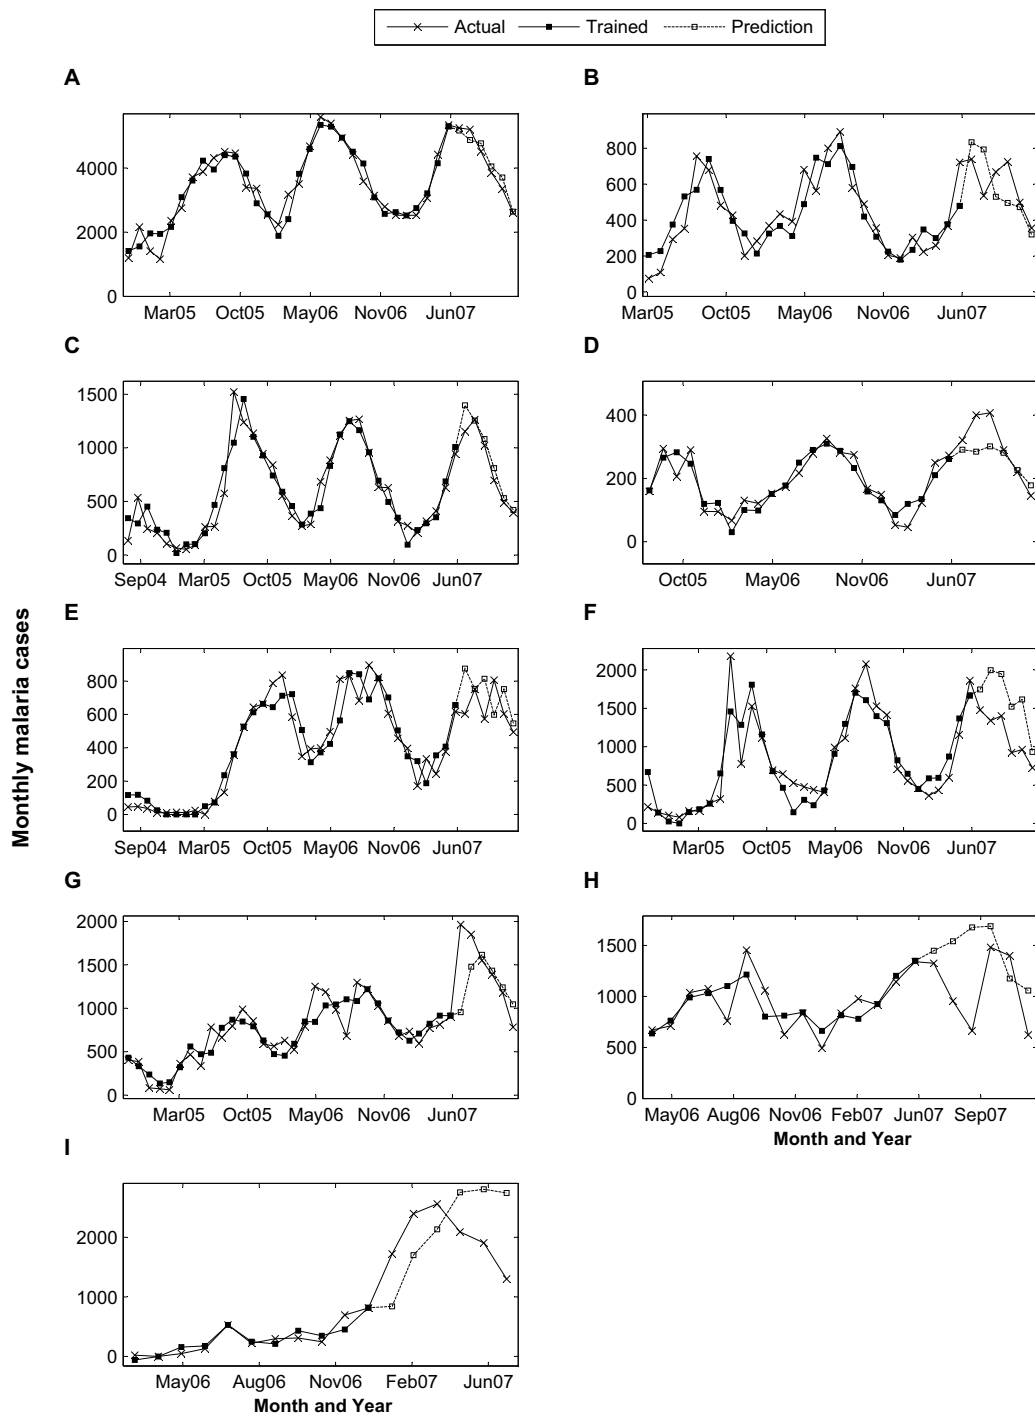 Actual Trained Prediction
A
4000
2000
0
Mar05 Oct05 May06 Nov06 Jun07
B
800
600
400
200
0
Mar05 Oct05 May06 Nov06 Jun07
C
1500
1000
500
0
Sep04 Mar05 Oct05 May06 Nov06 Jun07
D
400
200
0
Oct05 May06 Nov06 Jun07
Monthly malaria cases
E
800
600
400
200
0
Sep04 Mar05 Oct05 May06 Nov06 Jun07
F
2000
1500
1000
500
0
Mar05 Oct05 May06 Nov06 Jun07
G
2000
1500
1000
500
0
Mar05 Oct05 May06 Nov06 Jun07
H
1500
1000
500
0
May06 Aug06 Nov06 Feb07 Jun07 Sep07
Month and Year
I
2000
1000
0
May06 Aug06 Nov06 Feb07 Jun07
Month and Year